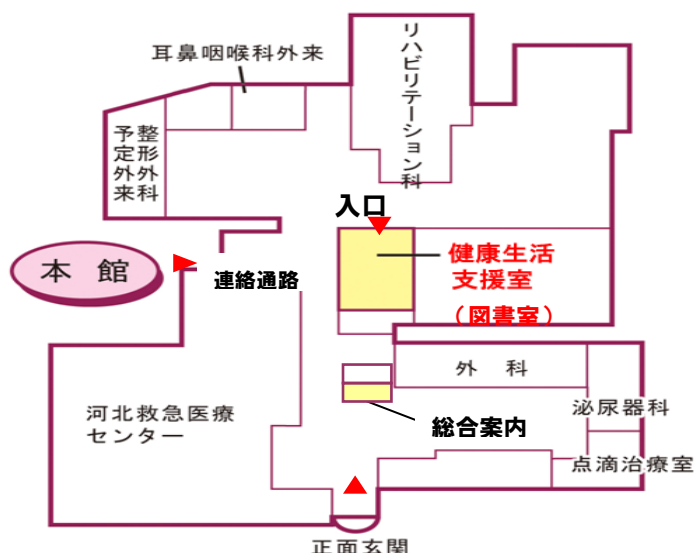 耳鼻咽喉科外来
リハビリテーション科
整形外科
予定外来
入口
健康生活
支援室
(図書室)
本 館
連絡通路
外 科
河北救急医療
センター
泌尿器科
総合案内
点滴治療室
正面玄関